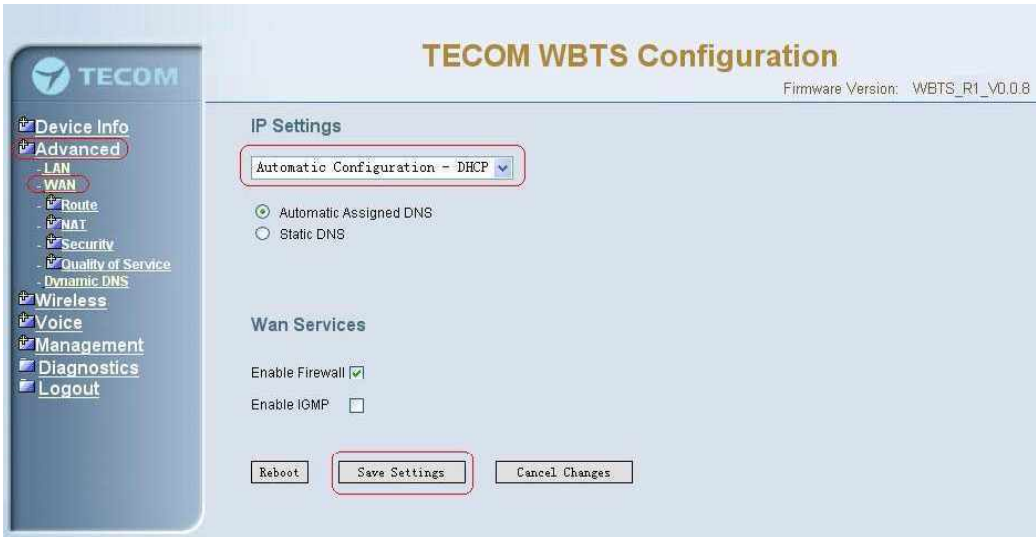 TECOM
TECOM WBTS Configuration
Firmware Version: WBTS_R1_V0.0.8
Device Info
Advanced
- LAN
- WAN
- Route
- NAT
- Security
- Quality of Service
- Dynamic DNS
Wireless
Voice
Management
Diagnostics
Logout
IP Settings
Automatic Configuration - DHCP
Automatic Assigned DNS
Static DNS
Wan Services
Enable Firewall
Enable IGMP
Reboot
Save Settings
Cancel Changes